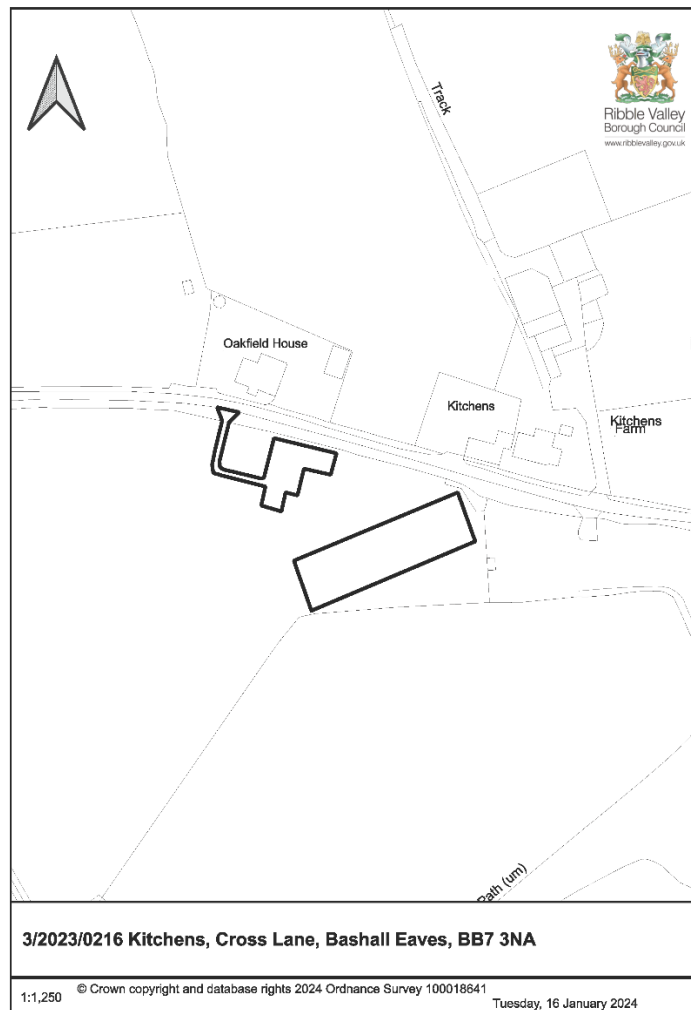 Ribble Valley
Borough Council
www.ribblevalley.gov.uk
Track
Oakfield House
Kitchens
Kitchens
Farm
Path (um)
3/2023/0216 Kitchens, Cross Lane, Bashall Eaves, BB7 3NA
1:1,250 © Crown copyright and database rights 2024 Ordnance Survey 100018641
Tuesday, 16 January 2024